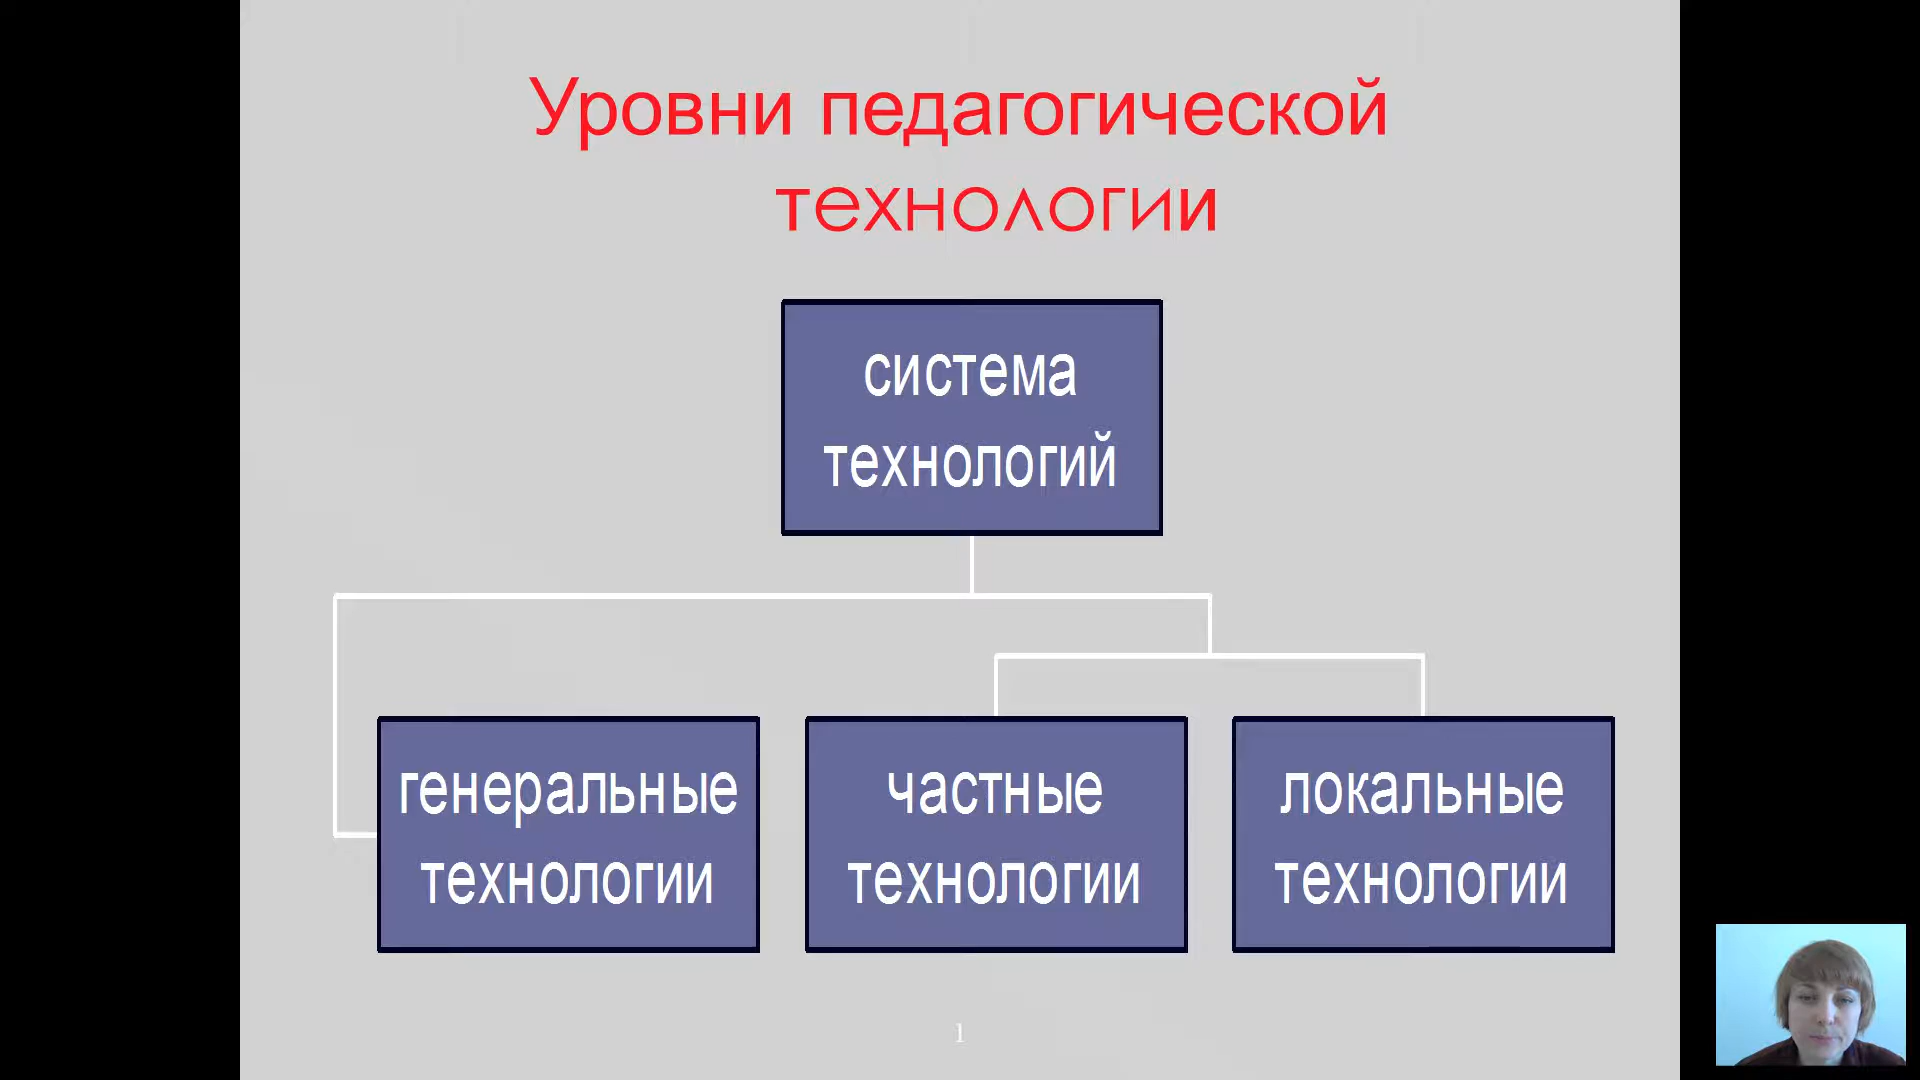 Уровни педагогической
технологии
система
технологий
генеральные
технологии
частные
технологии
локальные
технологии
1